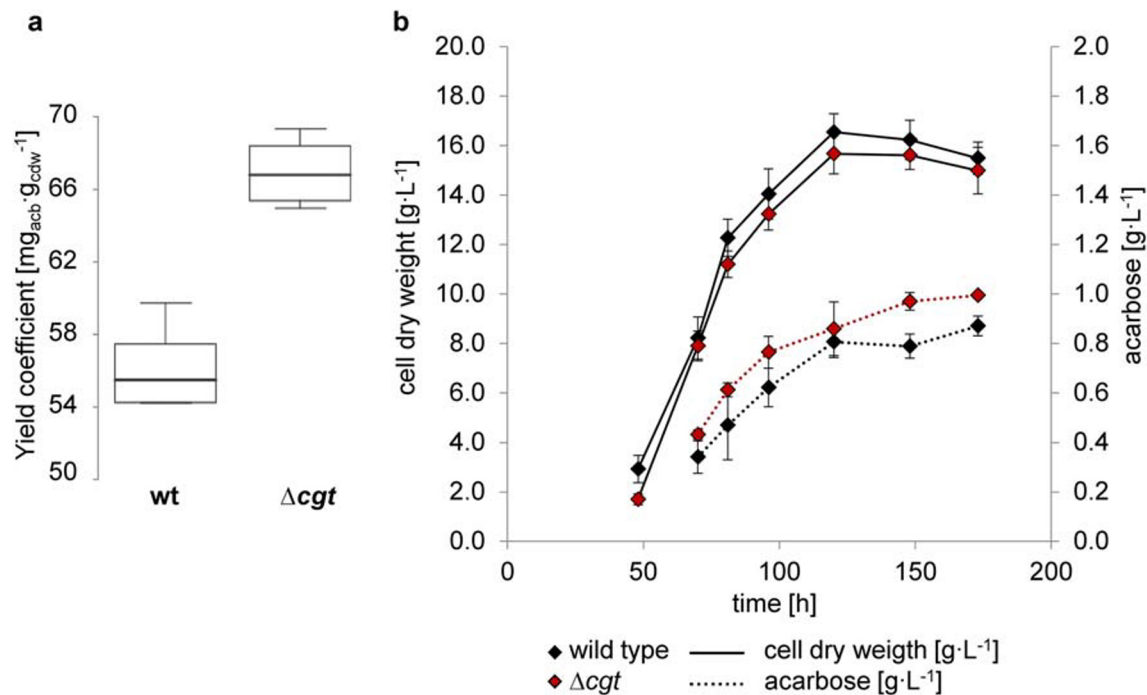 a
Yield coefficient [mg_acb·g_cdw⁻¹]
70
66
62
58
54
50
wt
Δcgt
b
cell dry weight [g·L⁻¹]
20.0
18.0
16.0
14.0
12.0
10.0
8.0
6.0
4.0
2.0
0.0
acarbose [g·L⁻¹]
2.0
1.8
1.6
1.4
1.2
1.0
0.8
0.6
0.4
0.2
0.0
0 50 100 150 200
time [h]
wild type cell dry weigth [g·L⁻¹]
Δcgt acarbose [g·L⁻¹]